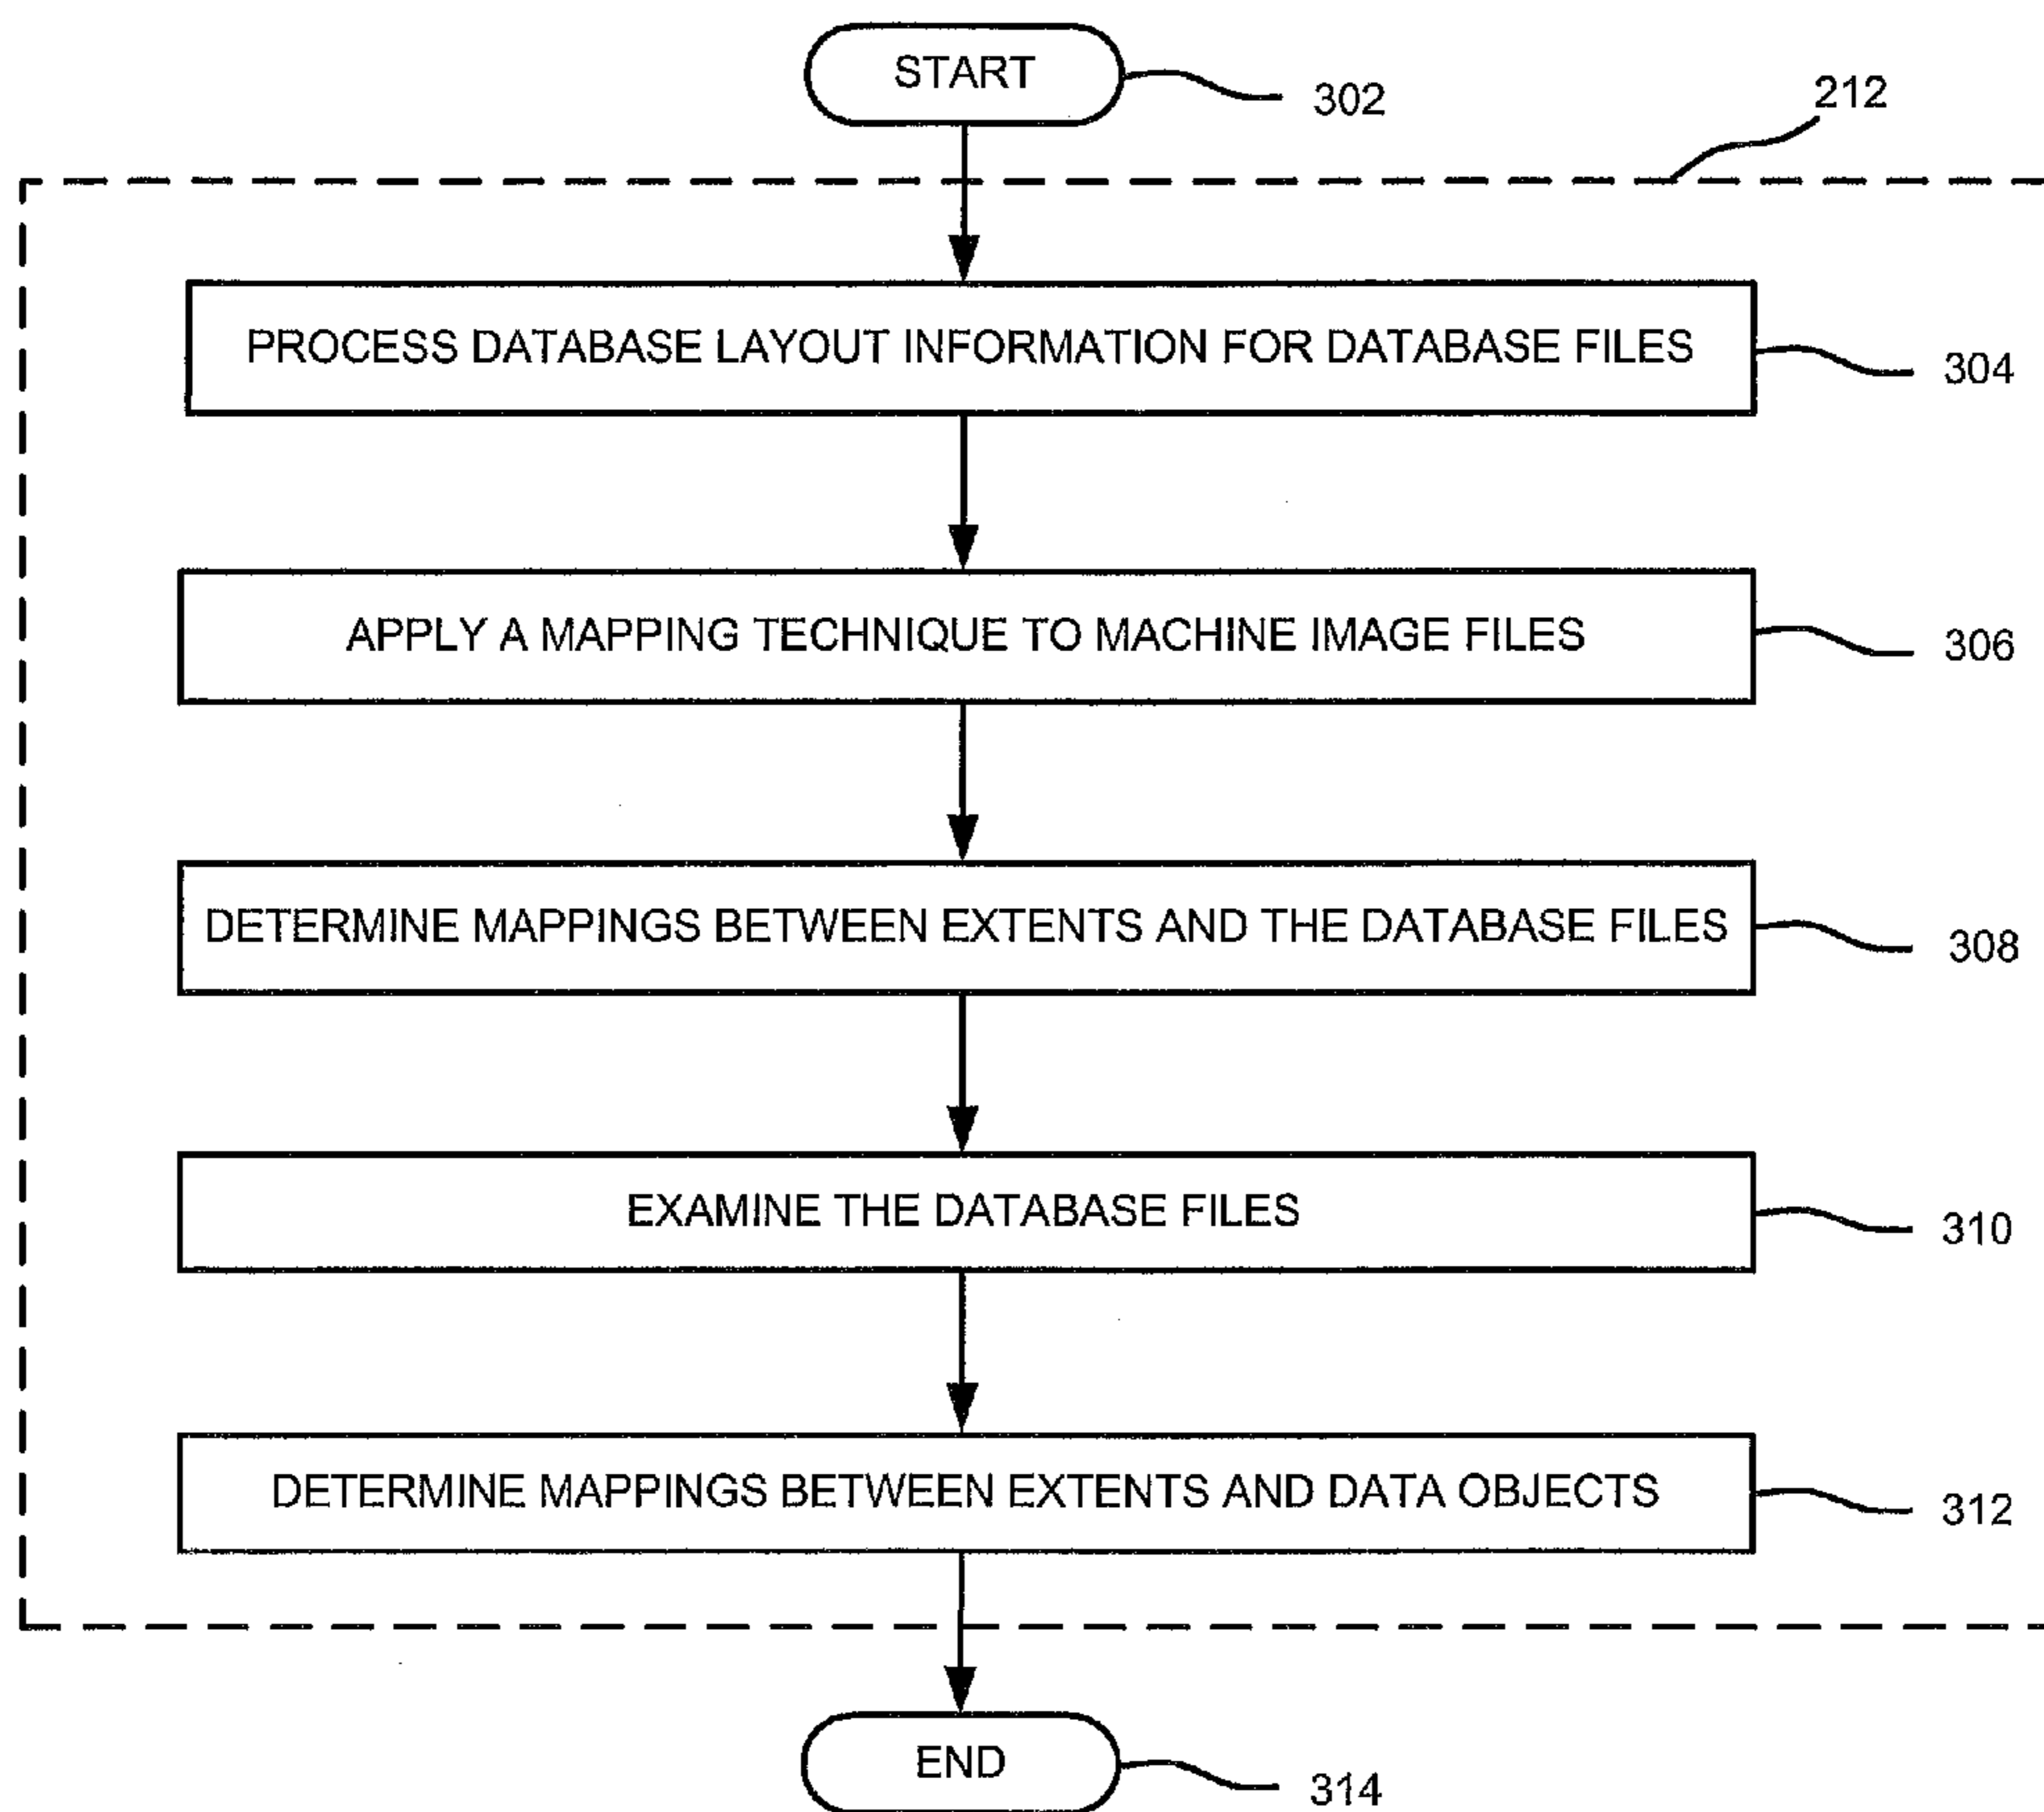 START
302
212
PROCESS DATABASE LAYOUT INFORMATION FOR DATABASE FILES
304
APPLY A MAPPING TECHNIQUE TO MACHINE IMAGE FILES
306
DETERMINE MAPPINGS BETWEEN EXTENTS AND THE DATABASE FILES
308
EXAMINE THE DATABASE FILES
310
DETERMINE MAPPINGS BETWEEN EXTENTS AND DATA OBJECTS
312
END
314